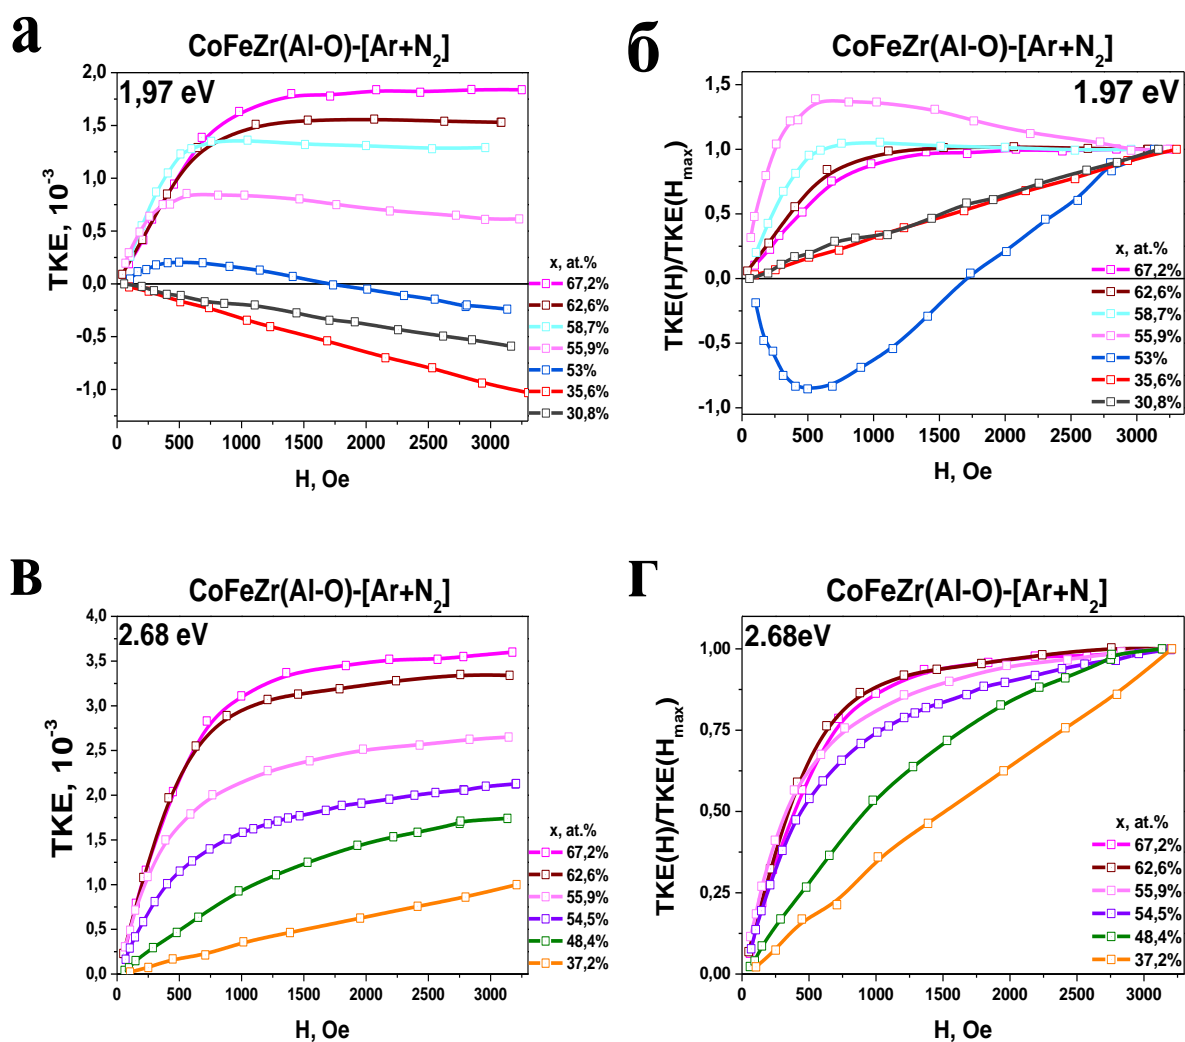 а
CoFeZr(Al-O)-[Ar+N2]
1,97 eV
TKE, 10-3
2,0
1,5
1,0
0,5
0,0
-0,5
-1,0
x, at.%
67,2%
62,6%
58,7%
55,9%
53%
35,6%
30,8%
0 500 1000 1500 2000 2500 3000
H, Oe
б
CoFeZr(Al-O)-[Ar+N2]
1.97 eV
TKE(H)/TKE(Hmax)
1,5
1,0
0,5
0,0
-0,5
-1,0
x, at.%
67,2%
62,6%
58,7%
55,9%
53%
35,6%
30,8%
0 500 1000 1500 2000 2500 3000
H, Oe
в
CoFeZr(Al-O)-[Ar+N2]
2.68 eV
TKE, 10-3
4,0
3,5
3,0
2,5
2,0
1,5
1,0
0,5
0,0
x, at.%
67,2%
62,6%
55,9%
54,5%
48,4%
37,2%
0 500 1000 1500 2000 2500 3000
H, Oe
Г
CoFeZr(Al-O)-[Ar+N2]
2.68eV
TKE(H)/TKE(Hmax)
1,00
0,75
0,50
0,25
0,00
x, at.%
67,2%
62,6%
55,9%
54,5%
48,4%
37,2%
0 500 1000 1500 2000 2500 3000
H, Oe